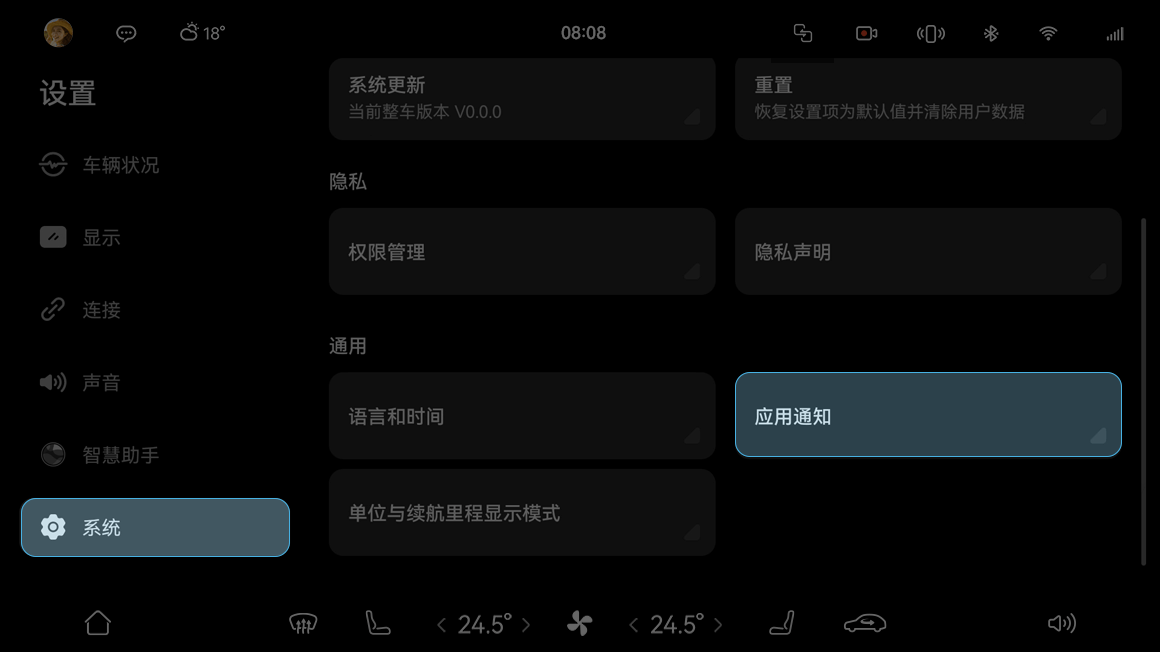 18°
08:08
设置
车辆状况
显示
连接
声音
智慧助手
系统
系统更新
当前整车版本 V0.0.0
重置
恢复设置项为默认值并清除用户数据
隐私
权限管理
隐私声明
通用
语言和时间
应用通知
单位与续航里程显示模式
24.5°
24.5°